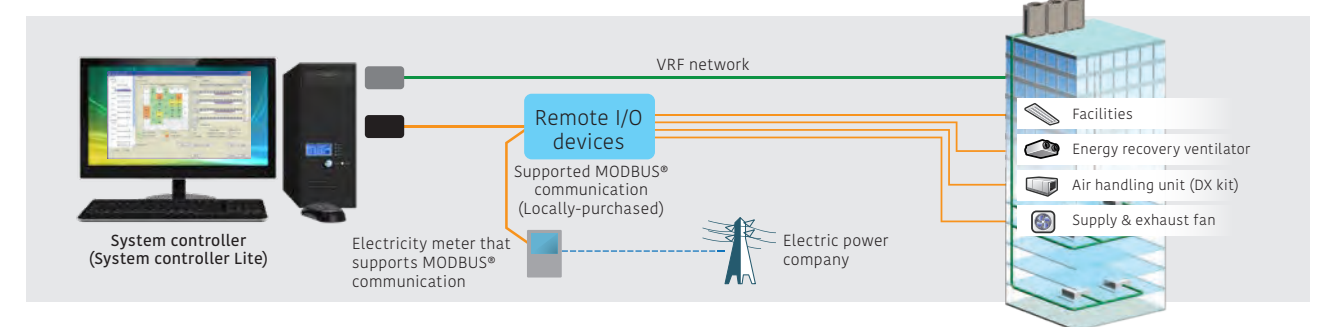 VRF network
Remote I/O
devices
Supported MODBUS®
communication
(Locally-purchased)
Facilities
Energy recovery ventilator
Air handling unit (DX kit)
Supply & exhaust fan
System controller
(System controller Lite)
Electricity meter that
supports MODBUS®
communication
Electric power
company